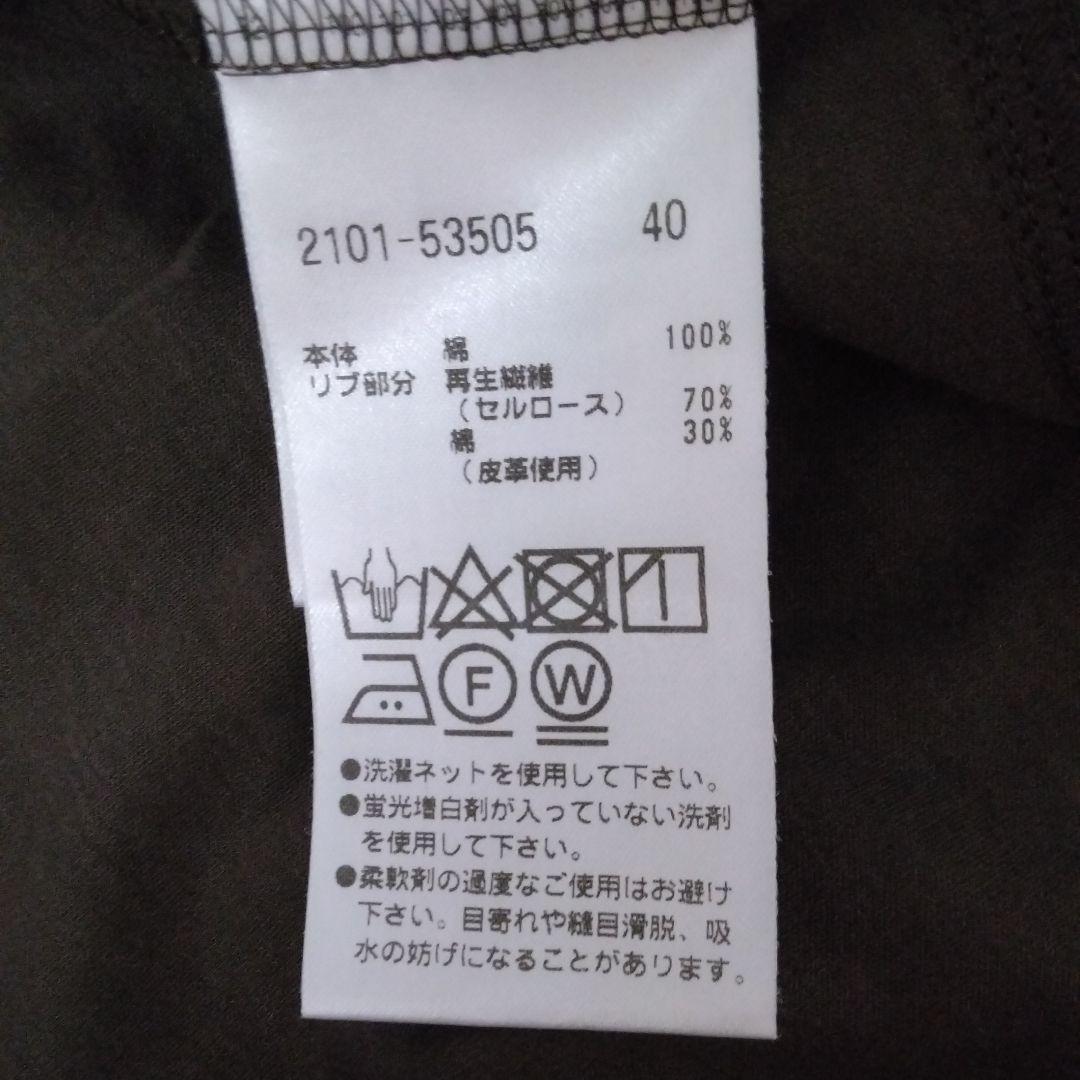 2101-53505 40
本体 綿 100%
リブ部分 再生繊維
(セルロース) 70%
綿 30%
(皮革使用)
F W
●洗濯ネットを使用して下さい。
●蛍光増白剤が入っていない洗剤
を使用して下さい。
●柔軟剤の過度なご使用はお避け
下さい。目寄れや縫目滑脱、吸
水の妨げになることがあります。